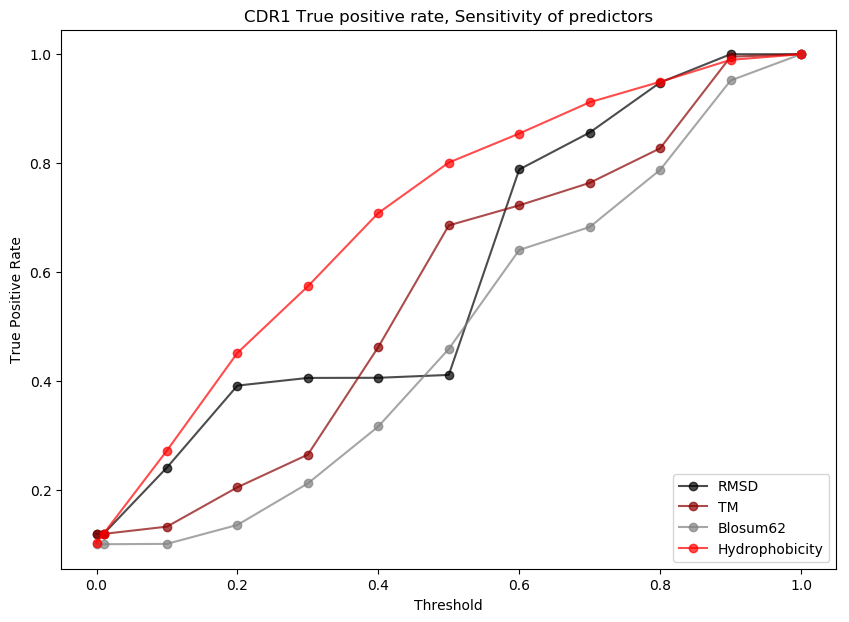 CDR1 True positive rate, Sensitivity of predictors
1.0
0.8
0.6
0.4
0.2
True Positive Rate
0.0
0.2
0.4
0.6
0.8
1.0
Threshold
RMSD
TM
Blosum62
Hydrophobicity